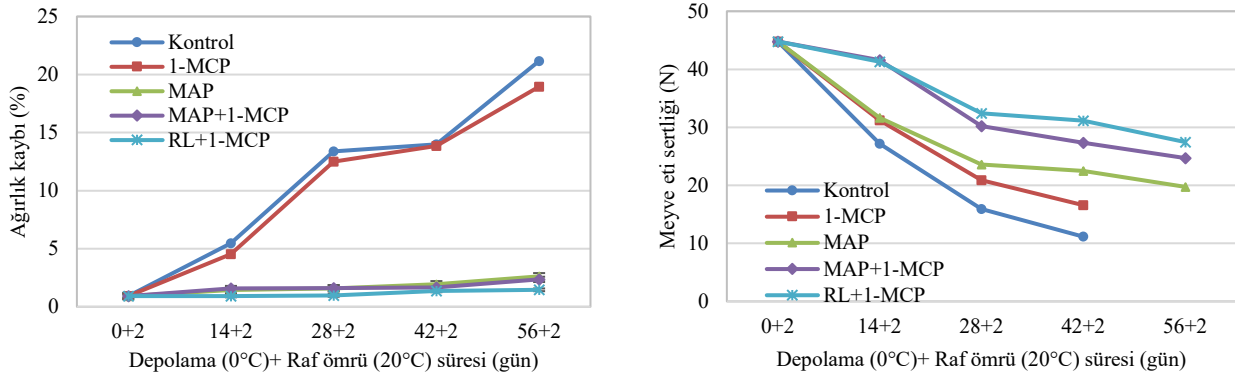 Ağırlık kaybı (%)
25
20
15
10
5
0
Kontrol
1-MCP
MAP
MAP+1-MCP
RL+1-MCP
0+2 14+2 28+2 42+2 56+2
Depolama (0°C)+ Raf ömrü (20°C) süresi (gün)
Meyve eti sertliği (N)
50
40
30
20
10
0
Kontrol
1-MCP
MAP
MAP+1-MCP
RL+1-MCP
0+2 14+2 28+2 42+2 56+2
Depolama (0°C)+ Raf ömrü (20°C) süresi (gün)